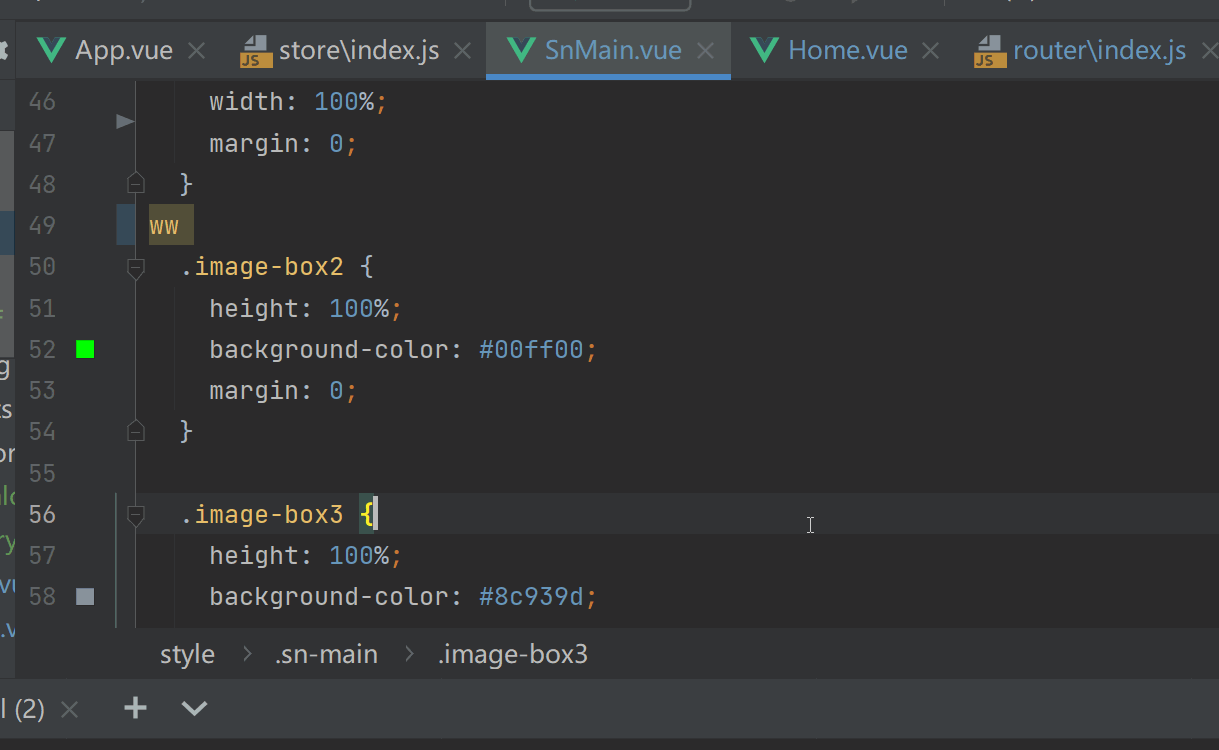 App.vue store\index.js SnMain.vue Home.vue router\index.js
46 width: 100%;
47 margin: 0;
48 }
49 ww
50 .image-box2 {
51 height: 100%;
52 background-color: #00ff00;
53 margin: 0;
54 }
55
56 .image-box3 {
57 height: 100%;
58 background-color: #8c939d;
style > .sn-main > .image-box3
l (2)